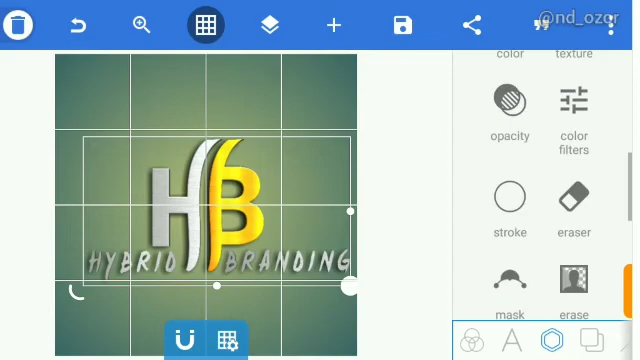 @nd_ozor
color
texture
opacity
color
filters
stroke
eraser
mask
erase
HB
HYBRID BRANDING